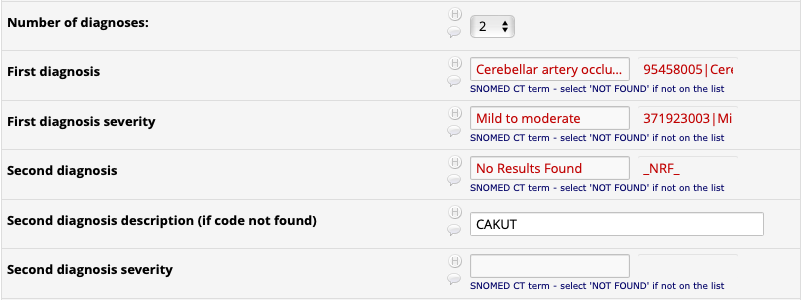 Number of diagnoses:
H
2
First diagnosis
H
Cerebellar artery occlu...
95458005|Cere
SNOMED CT term - select 'NOT FOUND' if not on the list
First diagnosis severity
H
Mild to moderate
371923003|Mi
SNOMED CT term - select 'NOT FOUND' if not on the list
Second diagnosis
H
No Results Found
_NRF_
SNOMED CT term - select 'NOT FOUND' if not on the list
Second diagnosis description (if code not found)
H
CAKUT
Second diagnosis severity
H
SNOMED CT term - select 'NOT FOUND' if not on the list